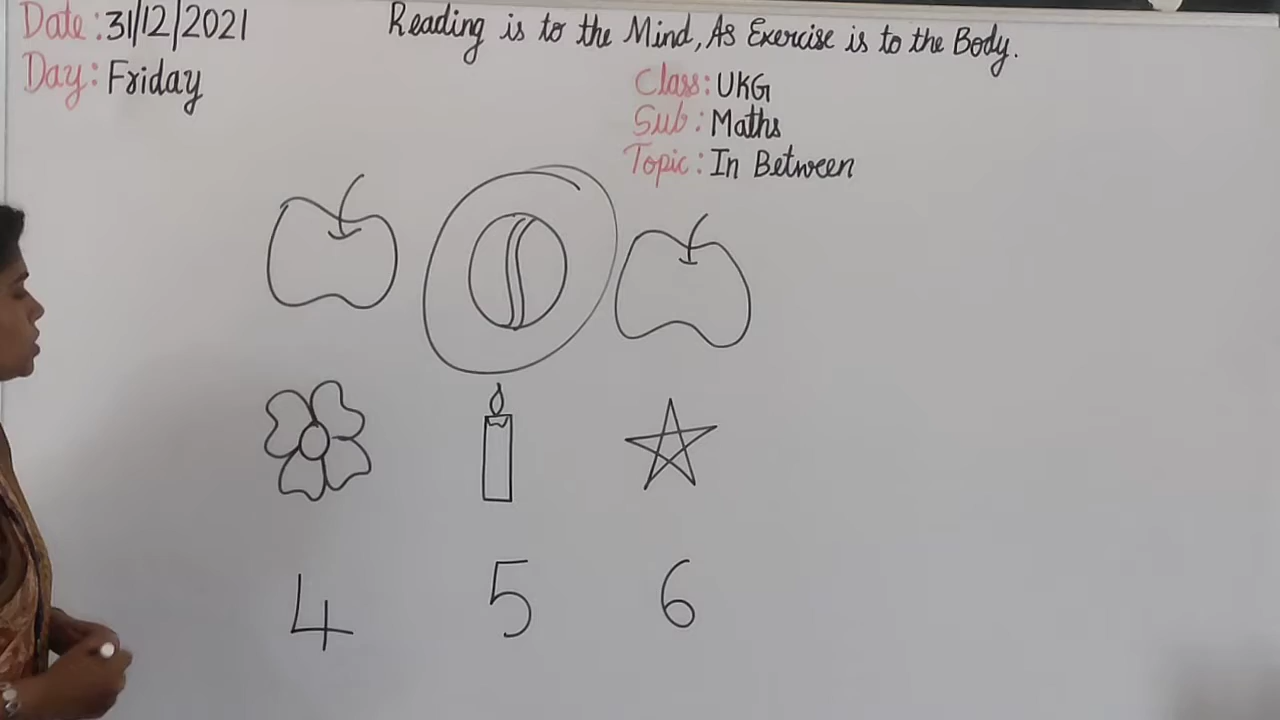 Date: 31/12/2021
Reading is to the Mind, As Exercise is to the Body.
Day: Friday
Class: UKG
Sub: Maths
Topic: In Between
4 5 6